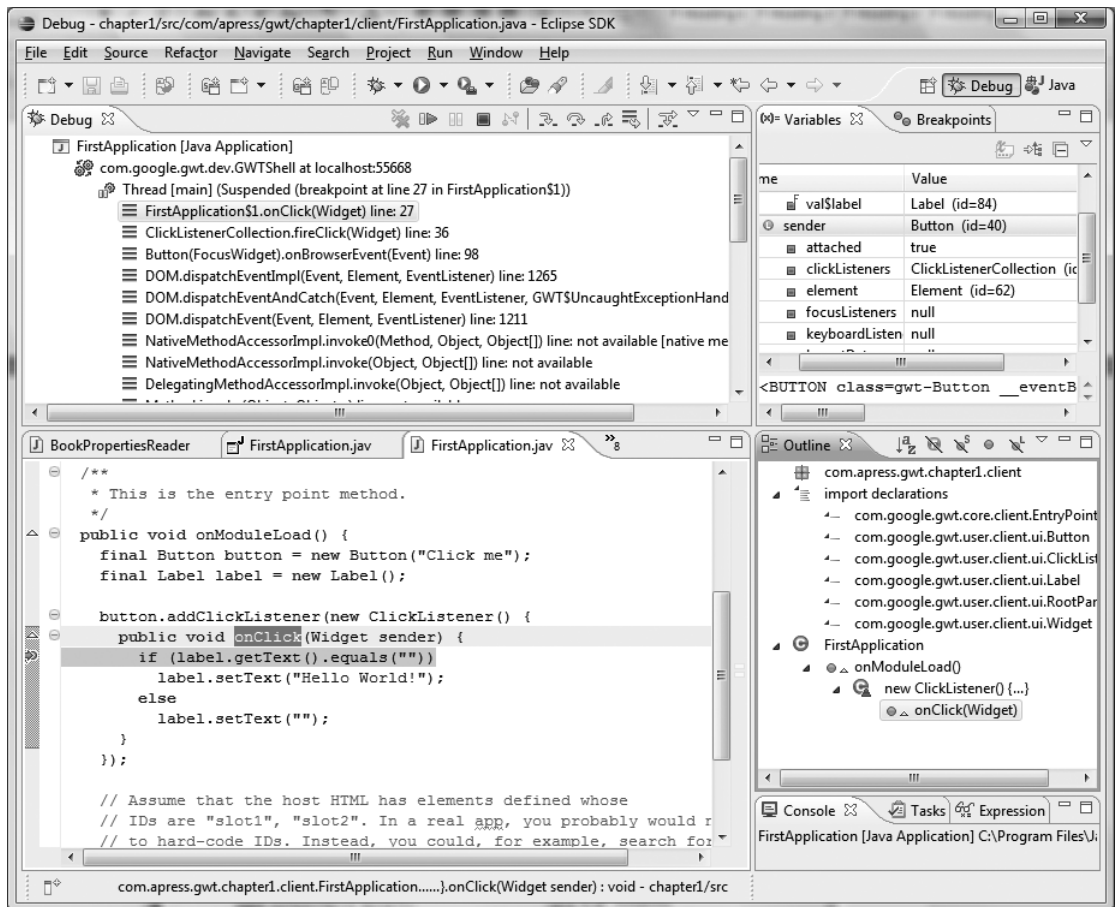 Debug - chapter1/src/com/apress/gwt/chapter1/client/FirstApplication.java - Eclipse SDK
File Edit Source Refactor Navigate Search Project Run Window Help
Debug Java
Debug
FirstApplication [Java Application]
com.google.gwt.dev.GWTShell at localhost:55668
Thread [main] (Suspended (breakpoint at line 27 in FirstApplication$1))
FirstApplication$1.onClick(Widget) line: 27
ClickListenerCollection.fireClick(Widget) line: 36
Button(FocusWidget).onBrowserEvent(Event) line: 98
DOM.dispatchEventImpl(Event, Element, EventListener) line: 1265
DOM.dispatchEventAndCatch(Event, Element, EventListener, GWT$UncaughtExceptionHand
DOM.dispatchEvent(Event, Element, EventListener) line: 1211
NativeMethodAccessorImpl.invoke0(Method, Object, Object[]) line: not available [native me
NativeMethodAccessorImpl.invoke(Object, Object[]) line: not available
DelegatingMethodAccessorImpl.invoke(Object, Object[]) line: not available
(x)= Variables Breakpoints
me Value
val$label Label (id=84)
sender Button (id=40)
attached true
clickListeners ClickListenerCollection (ic
element Element (id=62)
focusListeners null
keyboardListen null
<BUTTON class=gwt-Button __eventB
BookPropertiesReader FirstApplication.jav FirstApplication.jav »8
/**
* This is the entry point method.
*/
public void onModuleLoad() {
final Button button = new Button("Click me");
final Label label = new Label();
button.addClickListener(new ClickListener() {
public void onClick(Widget sender) {
if (label.getText().equals(""))
label.setText("Hello World!");
else
label.setText("");
}
});
// Assume that the host HTML has elements defined whose
// IDs are "slot1", "slot2". In a real app, you probably would n
// to hard-code IDs. Instead, you could, for example, search for
Outline
com.apress.gwt.chapter1.client
import declarations
com.google.gwt.core.client.EntryPoint
com.google.gwt.user.client.ui.Button
com.google.gwt.user.client.ui.ClickList
com.google.gwt.user.client.ui.Label
com.google.gwt.user.client.ui.RootPar
com.google.gwt.user.client.ui.Widget
FirstApplication
onModuleLoad()
new ClickListener() {...}
onClick(Widget)
Console Tasks Expression
FirstApplication [Java Application] C:\Program Files\Ja
com.apress.gwt.chapter1.client.FirstApplication......}.onClick(Widget sender) : void - chapter1/src